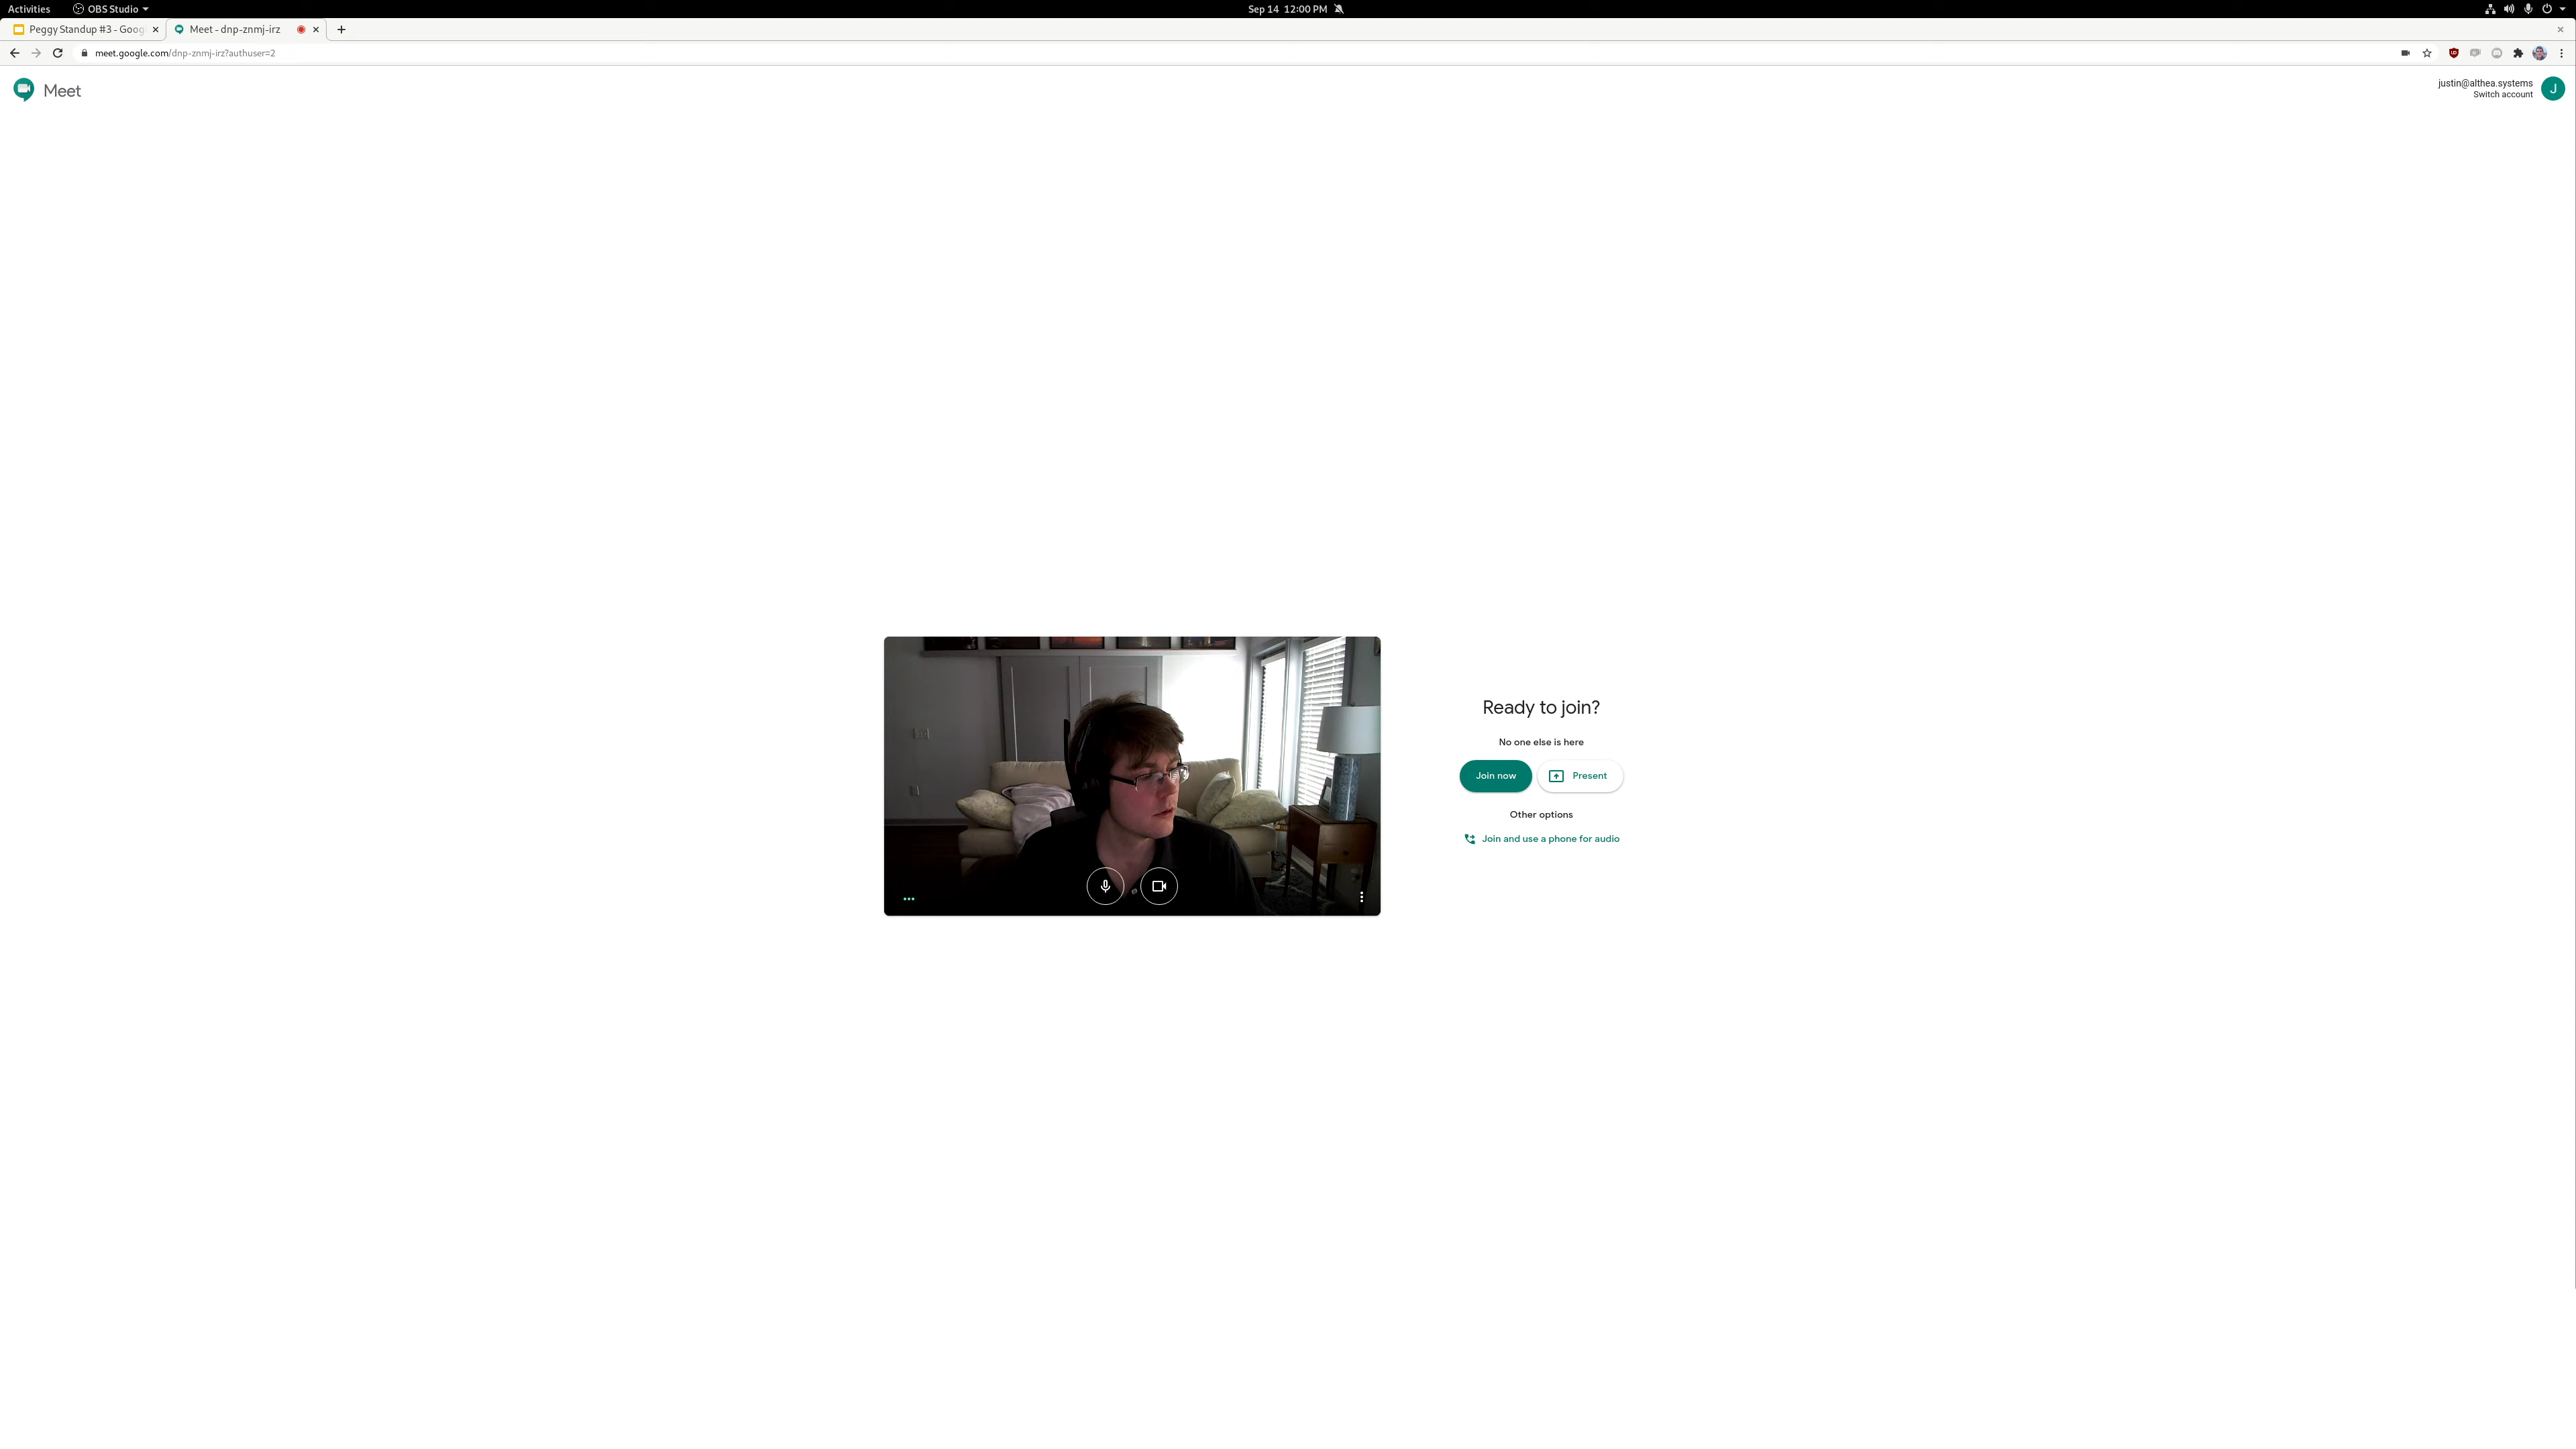 Activities OBS Studio Sep 14 12:00 PM
Peggy Standup #3 - Goog Meet - dnp-znmj-irz
meet.google.com/dnp-znmj-irz?authuser=2
Meet
justin@althea.systems
Switch account
J
Ready to join?
No one else is here
Join now Present
Other options
Join and use a phone for audio